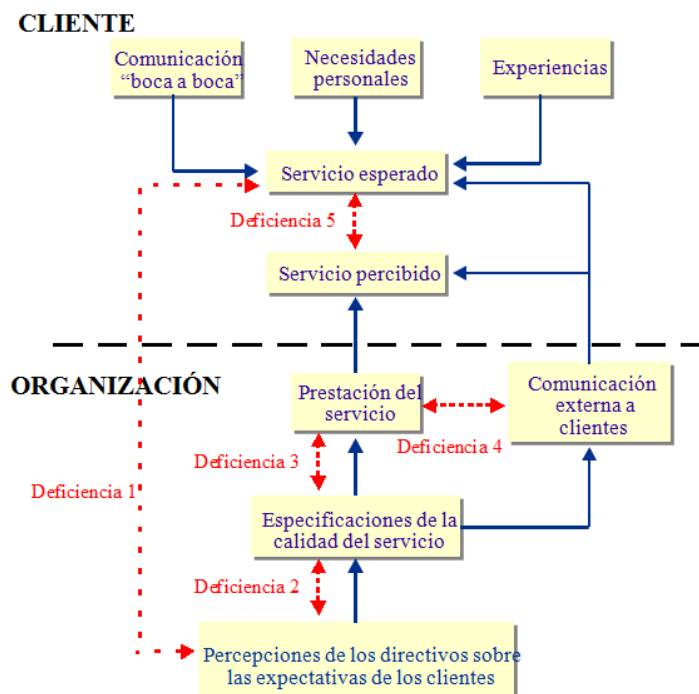 CLIENTE
Comunicación
“boca a boca”
Necesidades
personales
Experiencias
Servicio esperado
Deficiencia 5
Servicio percibido
ORGANIZACIÓN
Prestación del
servicio
Comunicación
externa a
clientes
Deficiencia 4
Deficiencia 3
Deficiencia 1
Especificaciones de la
calidad del servicio
Deficiencia 2
Percepciones de los directivos sobre
las expectativas de los clientes